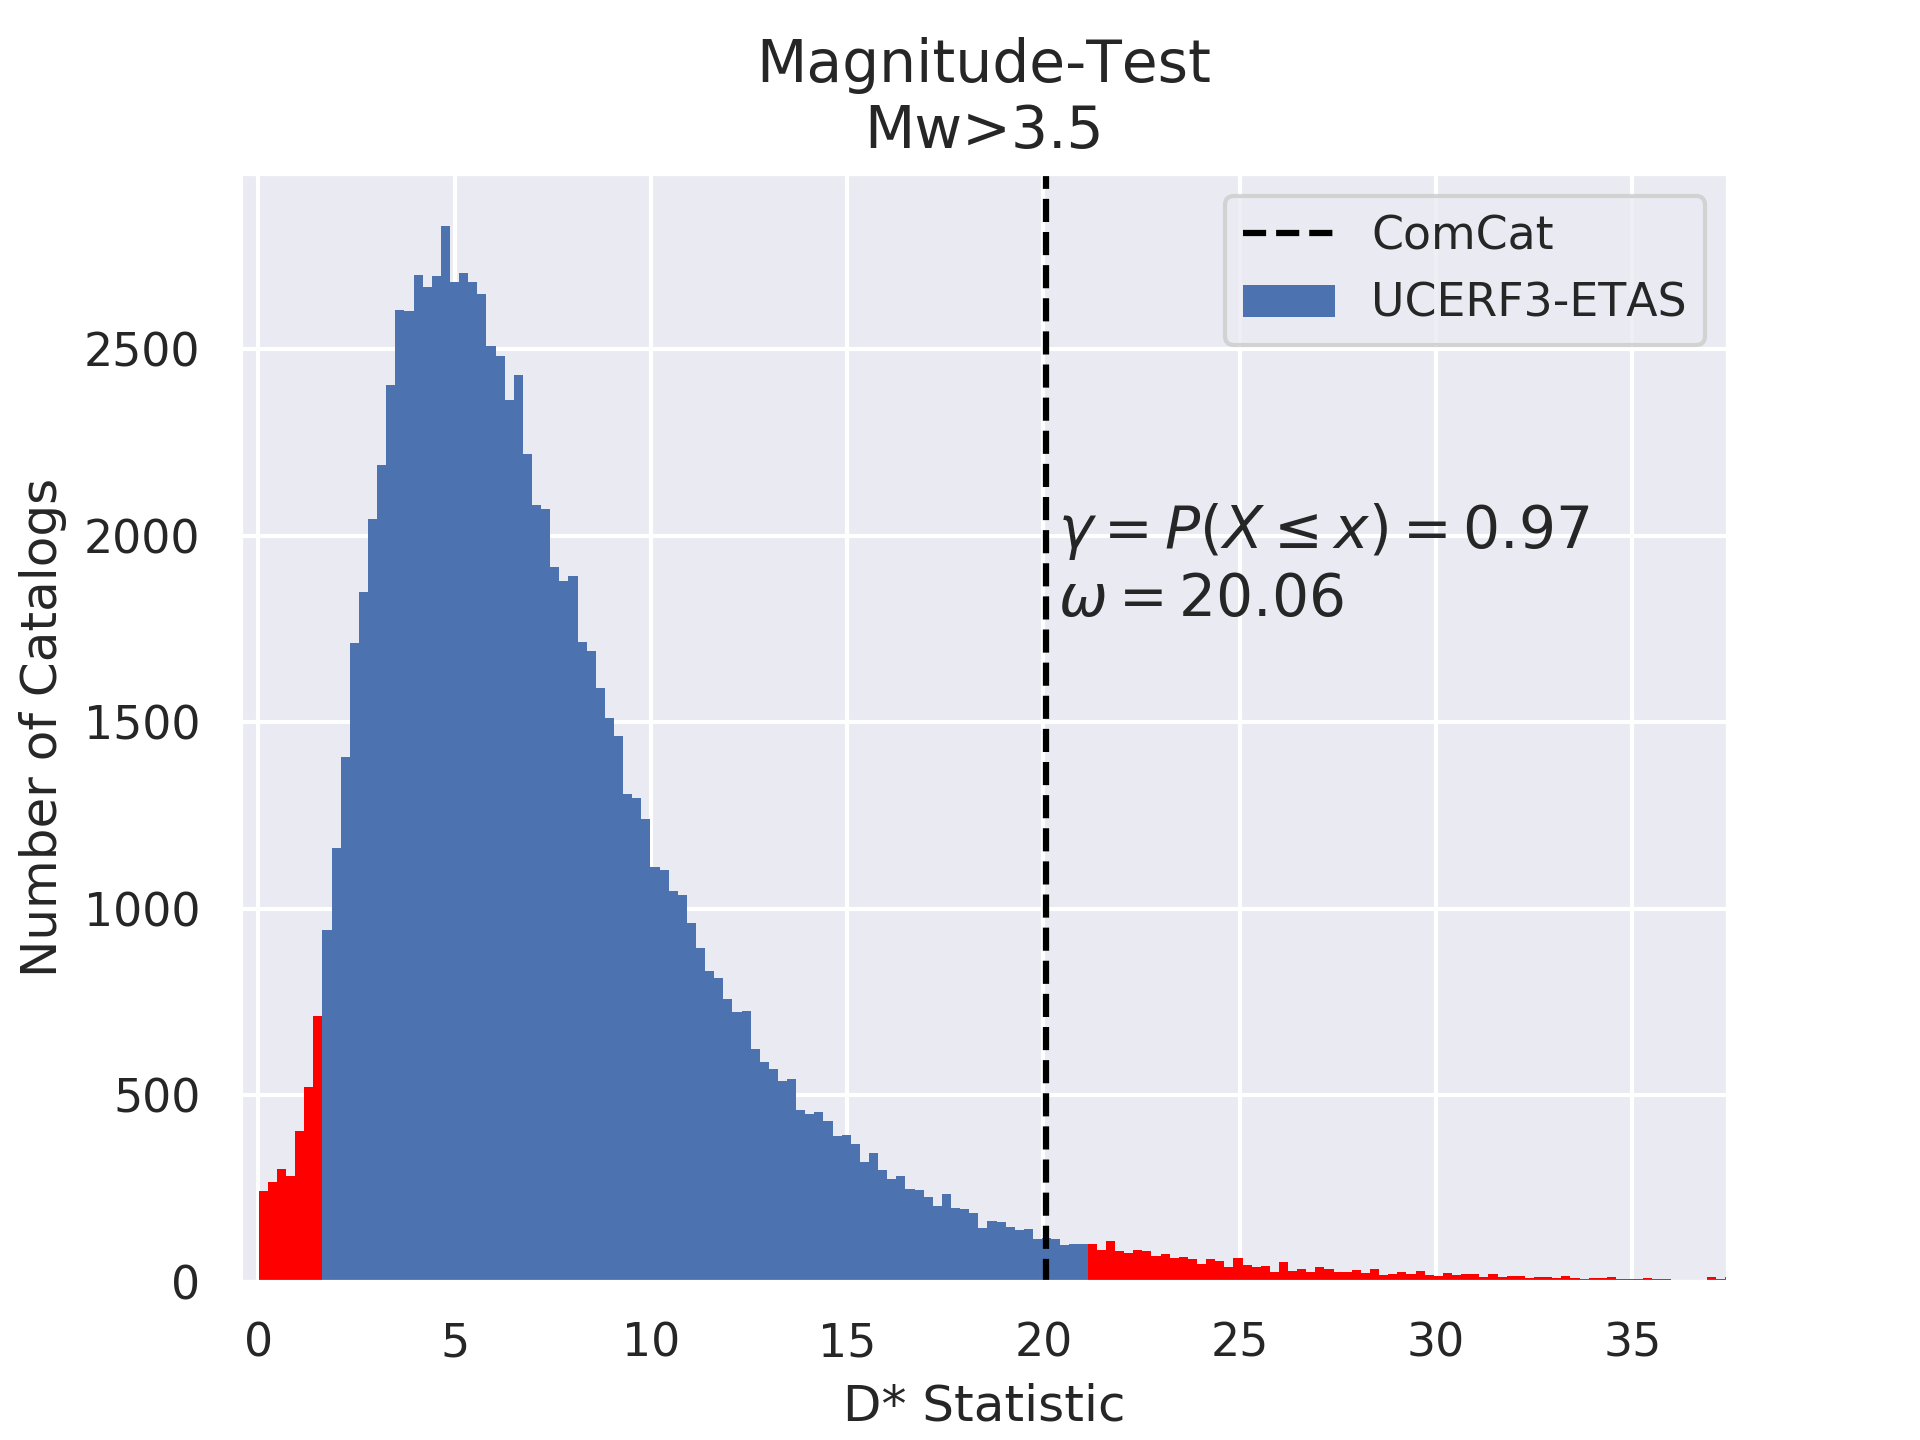 Magnitude-Test
Mw>3.5
ComCat
UCERF3-ETAS
γ = P(X ≤ x) = 0.97
ω = 20.06
Number of Catalogs
2500
2000
1500
1000
500
0
0 5 10 15 20 25 30 35
D* Statistic